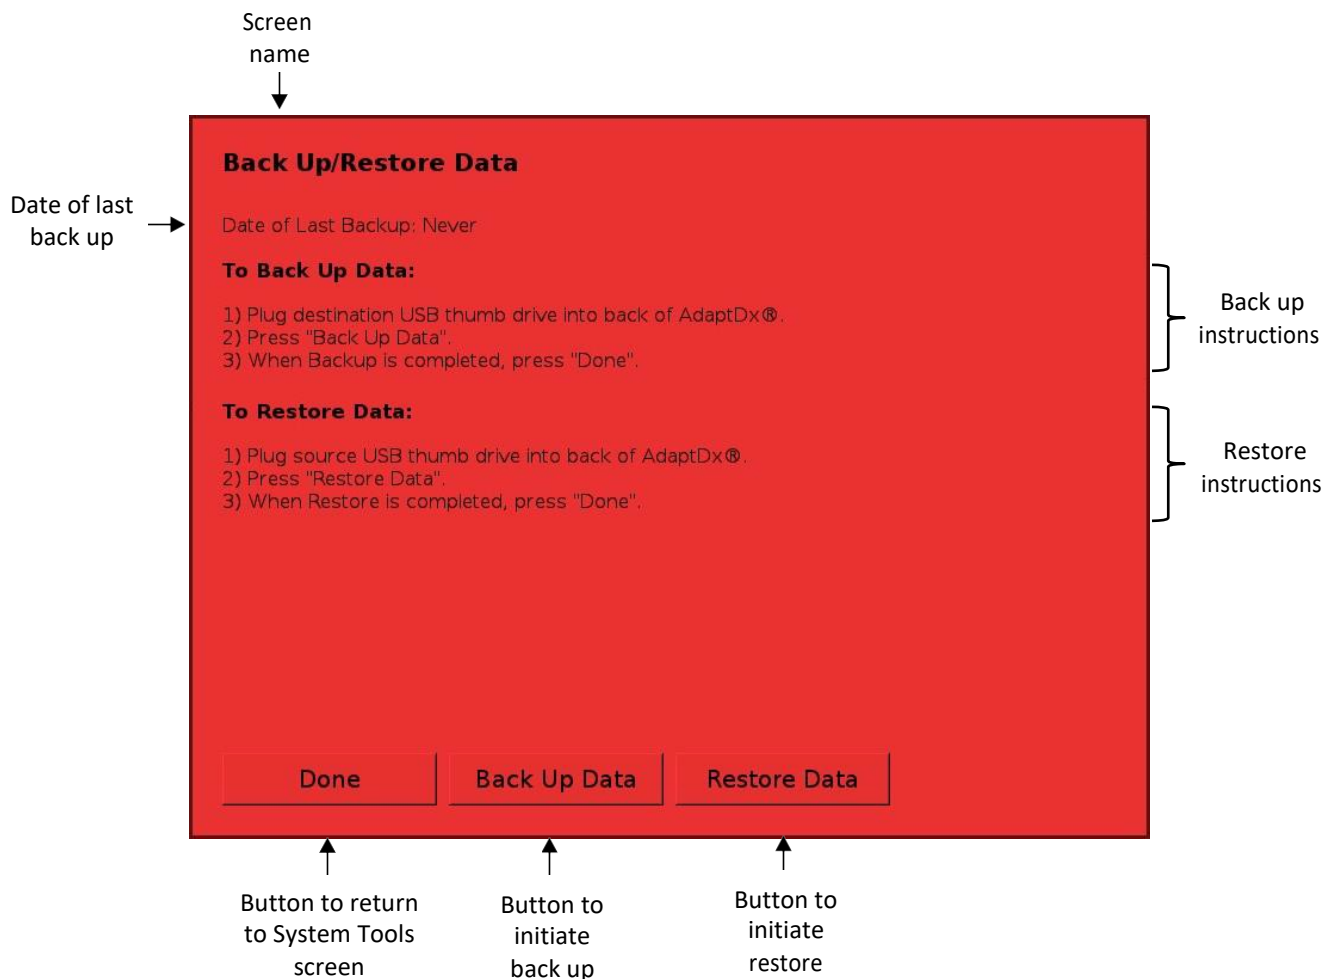 Screen
name
Back Up/Restore Data
Date of last
back up
Date of Last Backup: Never
To Back Up Data:
1) Plug destination USB thumb drive into back of AdaptDx®.
2) Press "Back Up Data".
3) When Backup is completed, press "Done".
Back up
instructions
To Restore Data:
1) Plug source USB thumb drive into back of AdaptDx®.
2) Press "Restore Data".
3) When Restore is completed, press "Done".
Restore
instructions
Done
Back Up Data
Restore Data
Button to return
to System Tools
screen
Button to
initiate
back up
Button to
initiate
restore